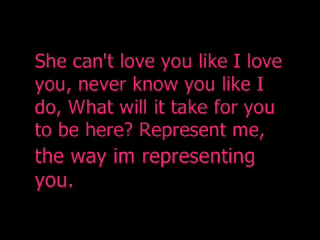 She can't love you like I love
you, never know you like I
do, What will it take for you
to be here? Represent me,
the way im representing
you.